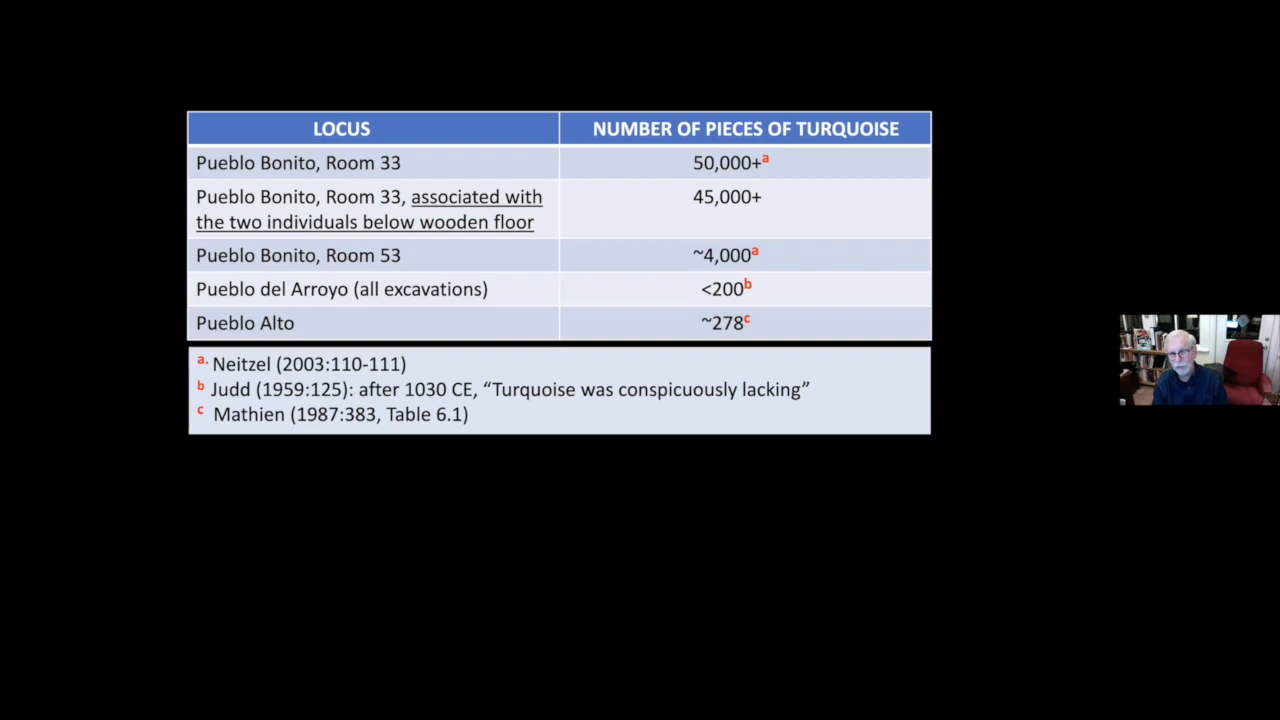 LOCUS
NUMBER OF PIECES OF TURQUOISE
Pueblo Bonito, Room 33
50,000+a
Pueblo Bonito, Room 33, associated with
the two individuals below wooden floor
45,000+
Pueblo Bonito, Room 53
~4,000a
Pueblo del Arroyo (all excavations)
<200b
Pueblo Alto
~278c
a. Neitzel (2003:110-111)
b Judd (1959:125): after 1030 CE, “Turquoise was conspicuously lacking”
c Mathien (1987:383, Table 6.1)